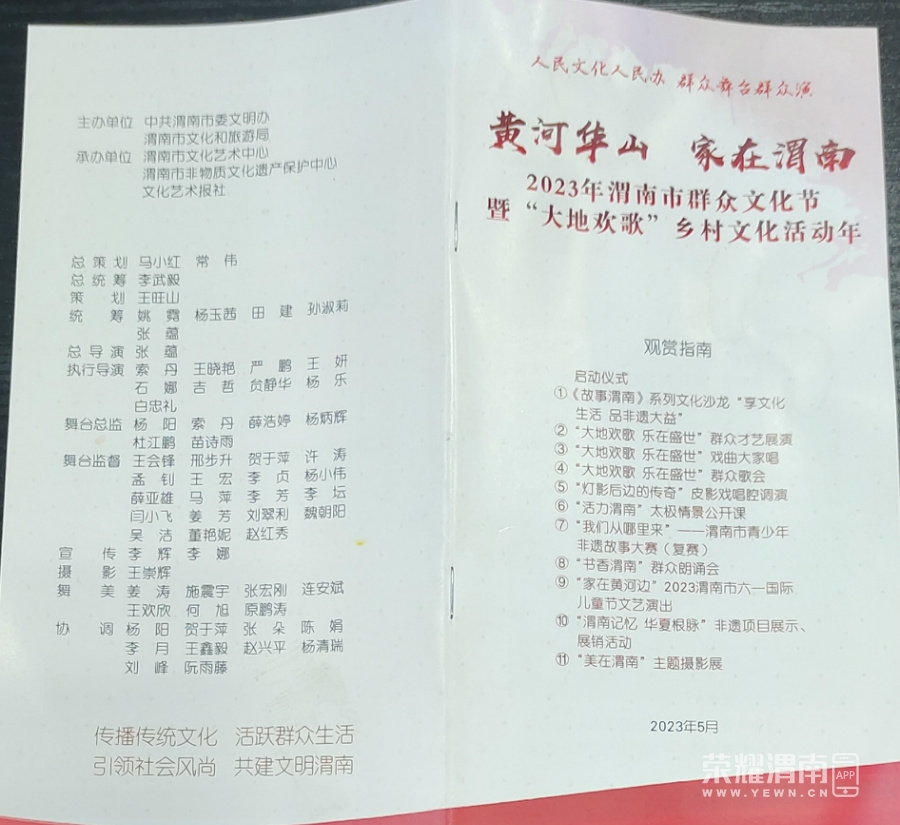 主办单位 中共渭南市委文明办
渭南市文化和旅游局
承办单位 渭南市文化艺术中心
渭南市非物质文化遗产保护中心
文化艺术报社
总策划 马小红 常伟
总统筹 李武毅
策划 王旺山
统筹 姚霓 杨玉茜 田建 孙淑莉
张蕴
总导演 张蕴
执行导演 索丹 王晓艳 严鹏 王妍
石娜 吉哲 贠静华 杨乐
白忠礼
舞台总监 杨阳 索丹 薛浩婷 杨炳辉
杜江鹏 苗诗雨
舞台监督 王会锋 邢步升 贺于萍 许涛
孟钊 王宏 李贞 杨小伟
薛亚雄 马萍 李芳 李坛
闫小飞 姜芳 刘翠利 魏朝阳
吴洁 董艳妮 赵红秀
宣传 李辉 李娜
摄影 王崇辉
舞美 姜涛 施震宇 张宏刚 连安斌
王欢欣 何旭 原鹏涛
协调 杨阳 贺于萍 张朵 陈娟
李月 王鑫毅 赵兴平 杨清瑞
刘峰 阮雨藤
传播传统文化 活跃群众生活
引领社会风尚 共建文明渭南
人民文化人民办 群众舞台群众演
黄河华山 家在渭南
2023年渭南市群众文化节
暨“大地欢歌”乡村文化活动年
观赏指南
启动仪式
①《故事渭南》系列文化沙龙“享文化
生活 品非遗大益”
②“大地欢歌 乐在盛世”群众才艺展演
③“大地欢歌 乐在盛世”戏曲大家唱
④“大地欢歌 乐在盛世”群众歌会
⑤“灯影后边的传奇”皮影戏唱腔调演
⑥“活力渭南”太极情景公开课
⑦“我们从哪里来”——渭南市青少年
非遗故事大赛（复赛）
⑧“书香渭南”群众朗诵会
⑨“家在黄河边”2023渭南市六一国际
儿童节文艺演出
⑩“渭南记忆 华夏根脉”非遗项目展示、
展销活动
⑪“美在渭南”主题摄影展
2023年5月
荣耀渭南 APP
WWW.YEWN.CN